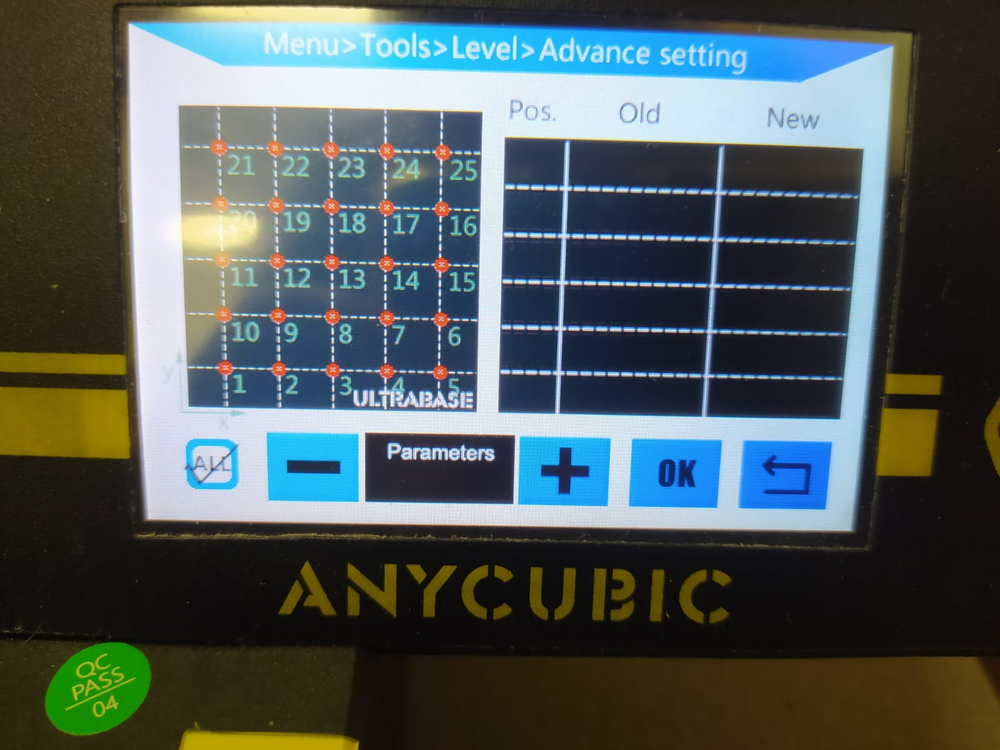 Menu>Tools>Level>Advance setting
Pos. Old New
21 22 23 24 25
20 19 18 17 16
11 12 13 14 15
10 9 8 7 6
1 2 3 4 5
ULTRABASE
y
x
ALL
Parameters
OK
ANYCUBIC
QC
PASS
04